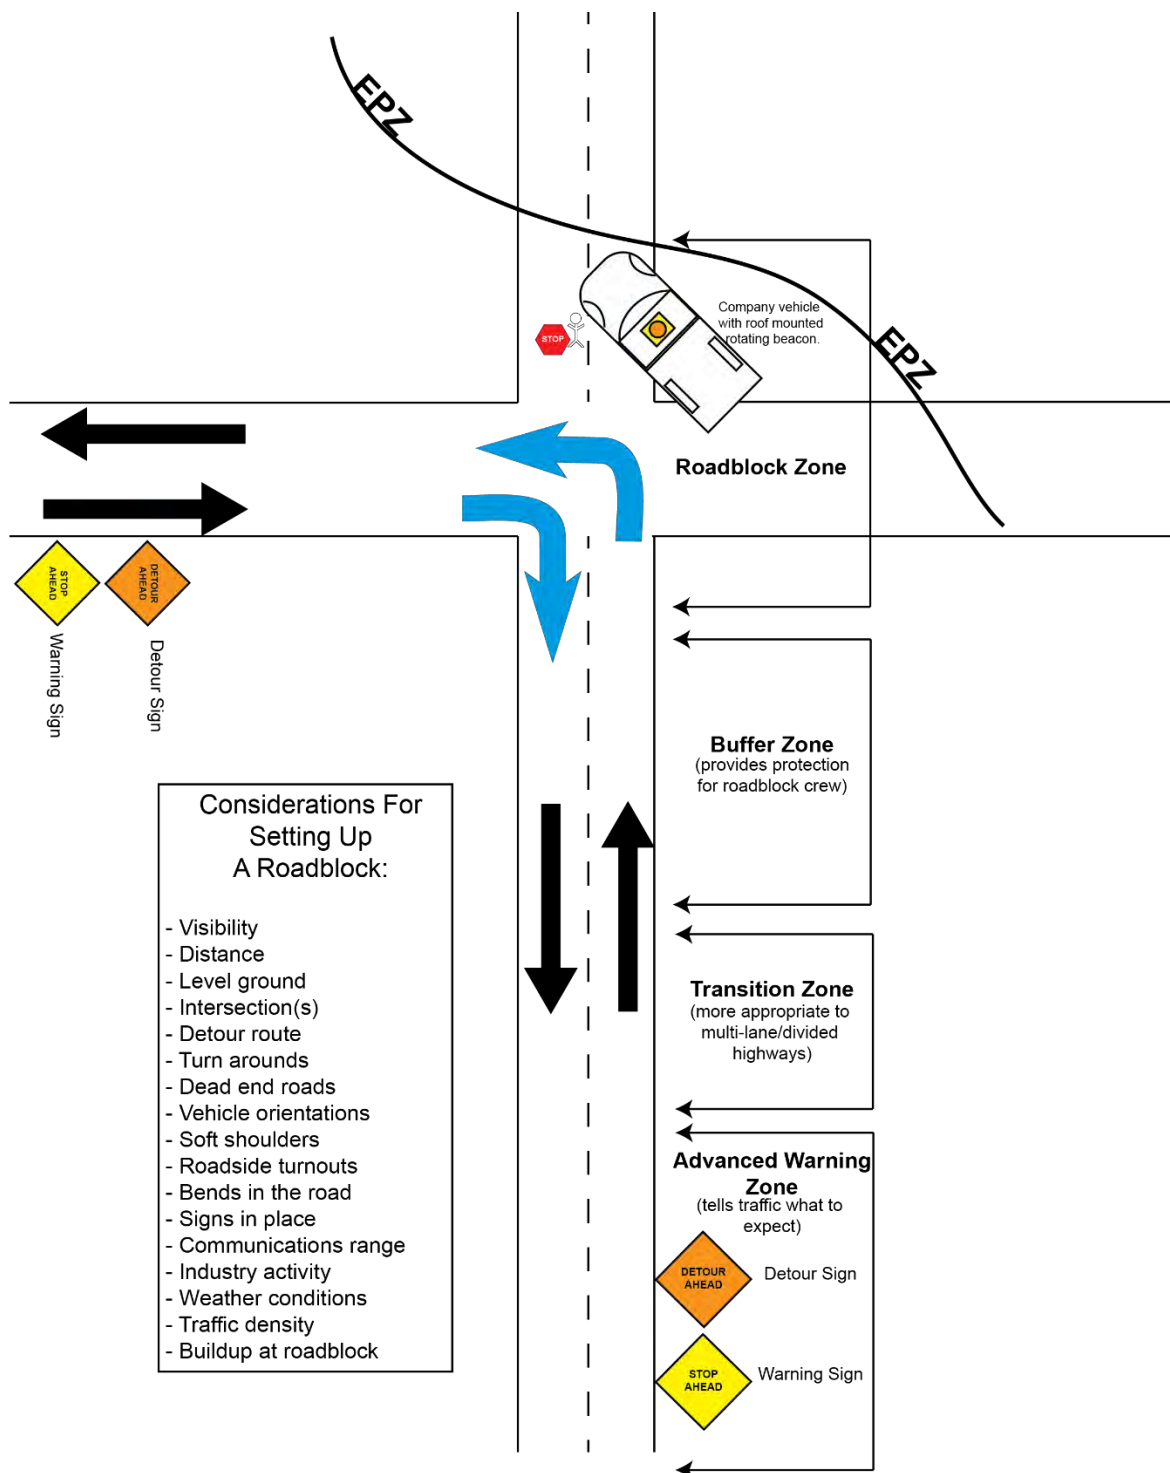 EPZ
Company vehicle
with roof mounted
rotating beacon.
STOP
EPZ
Roadblock Zone
STOP
AHEAD
DETOUR
AHEAD
Warning Sign
Detour Sign
Buffer Zone
(provides protection
for roadblock crew)
Considerations For
Setting Up
A Roadblock:
- Visibility
- Distance
- Level ground
- Intersection(s)
- Detour route
- Turn arounds
- Dead end roads
- Vehicle orientations
- Soft shoulders
- Roadside turnouts
- Bends in the road
- Signs in place
- Communications range
- Industry activity
- Weather conditions
- Traffic density
- Buildup at roadblock
Transition Zone
(more appropriate to
multi-lane/divided
highways)
Advanced Warning
Zone
(tells traffic what to
expect)
DETOUR
AHEAD
Detour Sign
STOP
AHEAD
Warning Sign